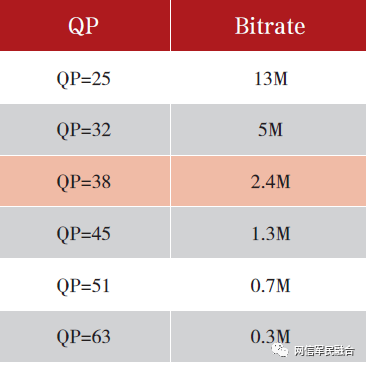 QP Bitrate
QP=25 13M
QP=32 5M
QP=38 2.4M
QP=45 1.3M
QP=51 0.7M
QP=63 0.3M
网信军民融合